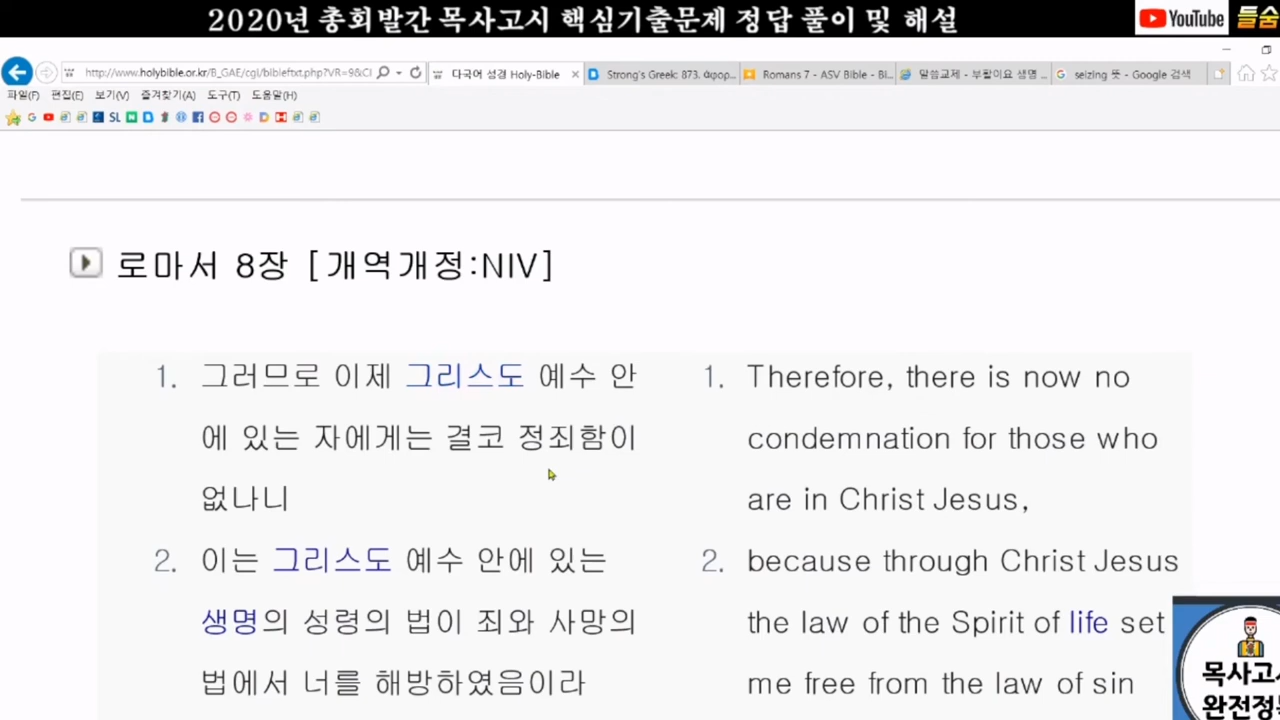 2020년 총회발간 목사고시 핵심기출문제 정답 풀이 및 해설
YouTube
들숨
http://www.holybible.or.kr/B_GAE/cgi/bibleftxt.php?VR=9&CI
다국어 성경 Holy-Bible
Strong's Greek: 873. ἀφορ...
Romans 7 - ASV Bible - Bl...
말씀교제 - 부활이요 생명 ...
seizing 뜻 - Google 검색
파일(F) 편집(E) 보기(V) 즐겨찾기(A) 도구(T) 도움말(H)
로마서 8장 [개역개정:NIV]
1. 그러므로 이제 그리스도 예수 안
에 있는 자에게는 결코 정죄함이
없나니
2. 이는 그리스도 예수 안에 있는
생명의 성령의 법이 죄와 사망의
법에서 너를 해방하였음이라
1. Therefore, there is now no
condemnation for those who
are in Christ Jesus,
2. because through Christ Jesus
the law of the Spirit of life set
me free from the law of sin
목사고시
완전정